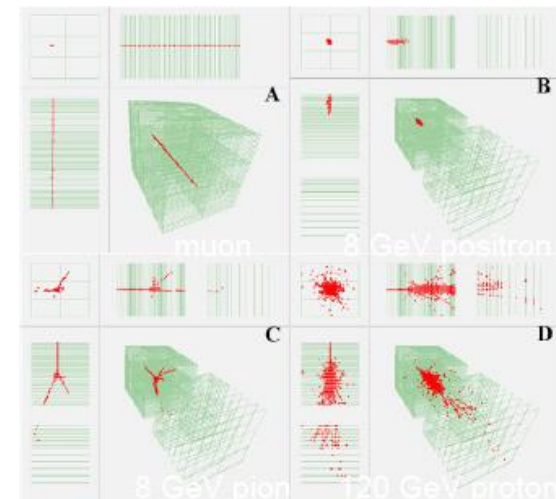 A
muon
B
8 GeV positron
C
8 GeV pion
D
120 GeV proton